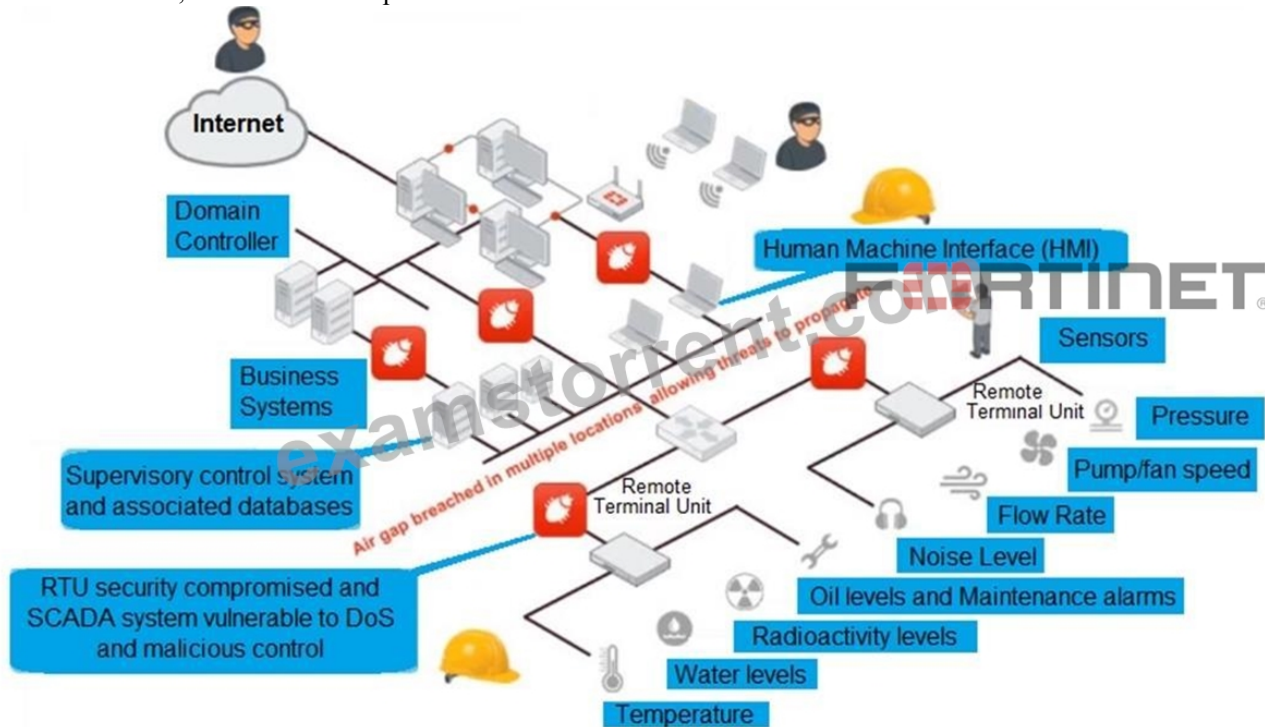 Internet
Domain
Controller
Human Machine Interface (HMI)
FORTINET
Sensors
Business
Systems
Remote
Terminal Unit
Pressure
Pump/fan speed
Supervisory control system
and associated databases
Air gap breached in multiple locations, allowing threats to propagate
examstorrent.com
Remote
Terminal Unit
Flow Rate
Noise Level
RTU security compromised and
SCADA system vulnerable to DoS
and malicious control
Oil levels and Maintenance alarms
Radioactivity levels
Water levels
Temperature